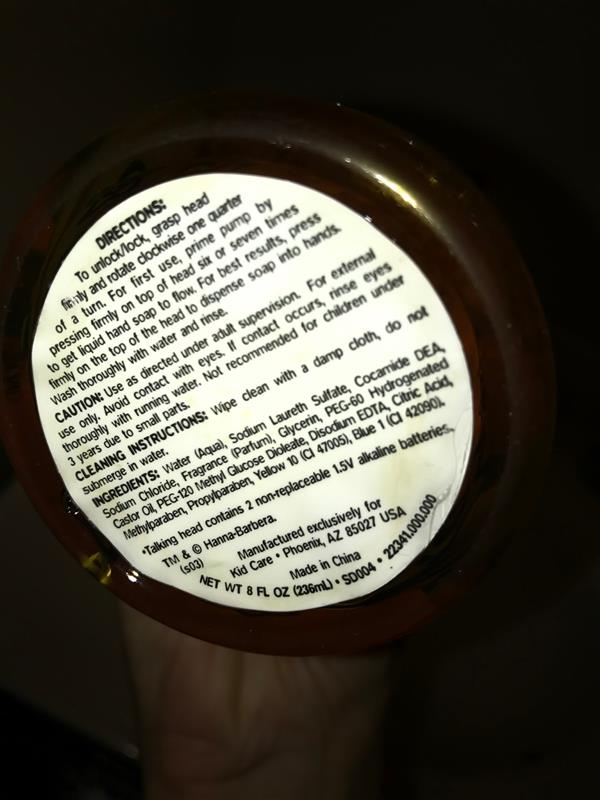 DIRECTIONS:
To unlock/lock, grasp head
firmly and rotate clockwise one quarter
of a turn. For first use, prime pump by
pressing firmly on top of head six or seven times
to get liquid hand soap to flow. For best results, press
firmly on the top of the head to dispense soap into hands.
Wash thoroughly with water and rinse.
CAUTION: Use as directed under adult supervision. For external
use only. Avoid contact with eyes. If contact occurs, rinse eyes
thoroughly with running water. Not recommended for children under
3 years due to small parts.
CLEANING INSTRUCTIONS: Wipe clean with a damp cloth, do not
submerge in water.
INGREDIENTS: Water (Aqua), Sodium Laureth Sulfate, Cocamide DEA,
Sodium Chloride, Fragrance (Parfum), Glycerin, PEG-60 Hydrogenated
Castor Oil, PEG-120 Methyl Glucose Dioleate, Disodium EDTA, Citric Acid,
Methylparaben, Propylparaben, Yellow 10 (CI 47005), Blue 1 (CI 42090).
•Talking head contains 2 non-replaceable 1.5V alkaline batteries.
TM & © Hanna-Barbera.
(s03)
Manufactured exclusively for
Kid Care • Phoenix, AZ 85027 USA
Made in China
NET WT 8 FL OZ (236mL) • SD004 • 22341.000.000